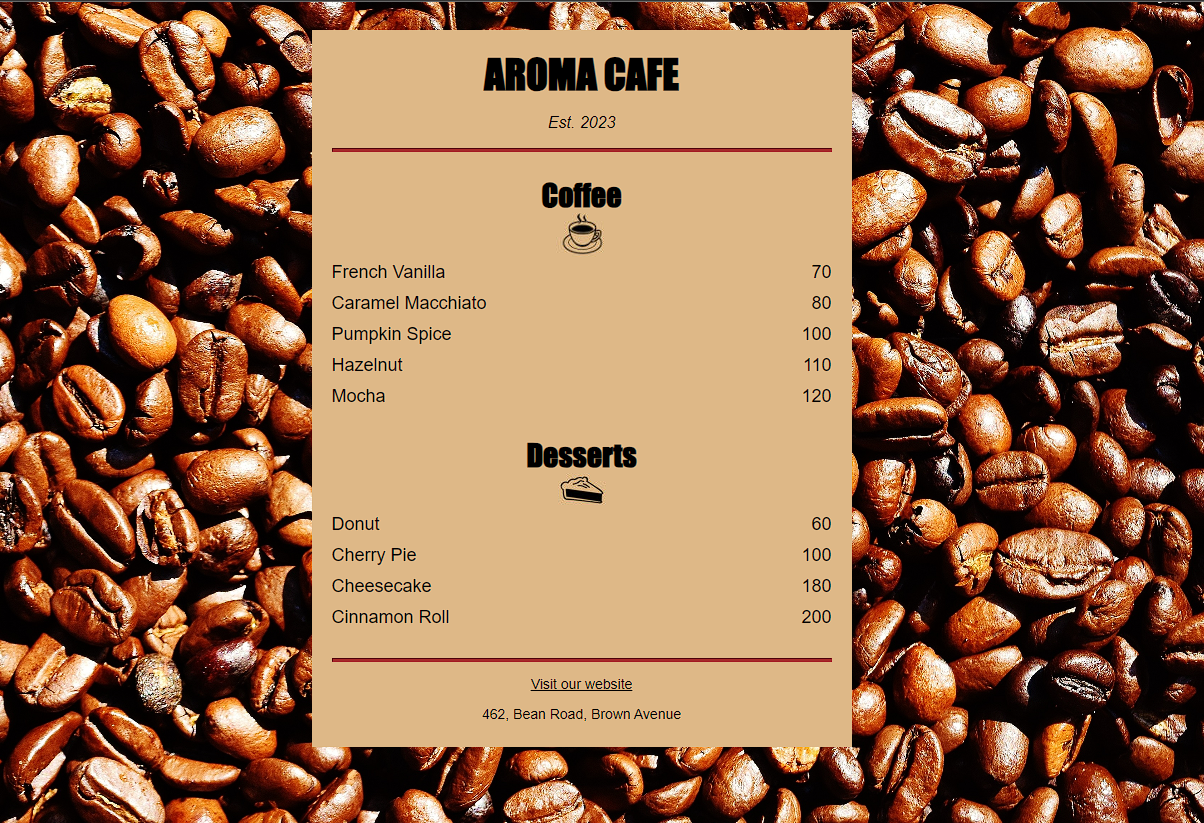 AROMA CAFE
Est. 2023
Coffee
French Vanilla 70
Caramel Macchiato 80
Pumpkin Spice 100
Hazelnut 110
Mocha 120
Desserts
Donut 60
Cherry Pie 100
Cheesecake 180
Cinnamon Roll 200
Visit our website
462, Bean Road, Brown Avenue